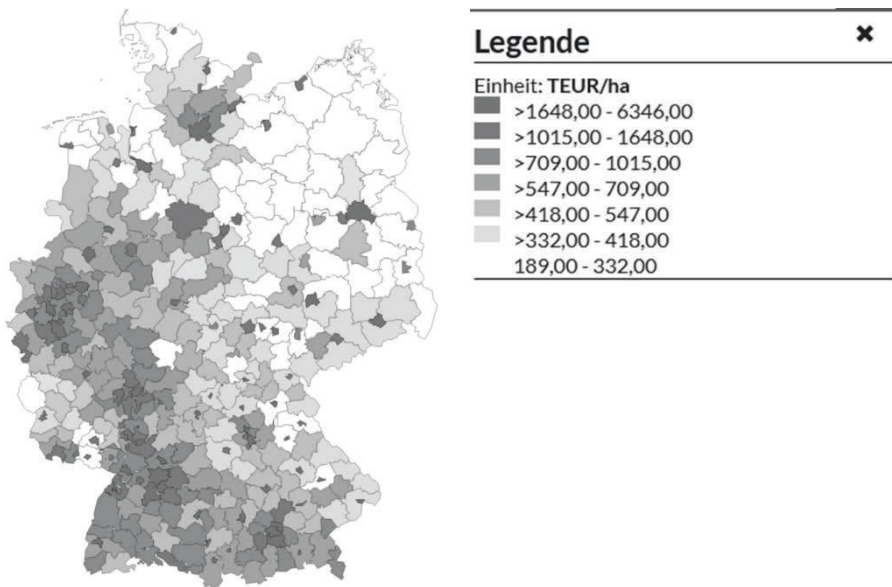 Legende ✖
Einheit: TEUR/ha
>1648,00 - 6346,00
>1015,00 - 1648,00
>709,00 - 1015,00
>547,00 - 709,00
>418,00 - 547,00
>332,00 - 418,00
189,00 - 332,00